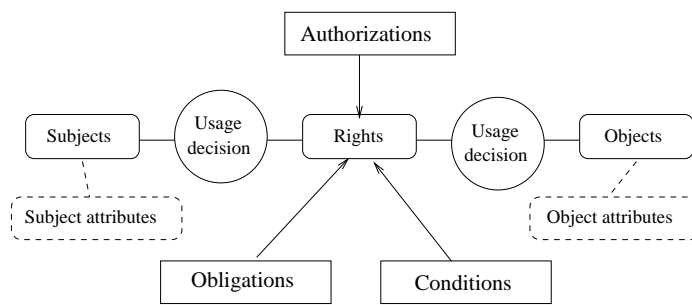 Authorizations
Subjects
Usage
decision
Rights
Usage
decision
Objects
Subject attributes
Object attributes
Obligations
Conditions